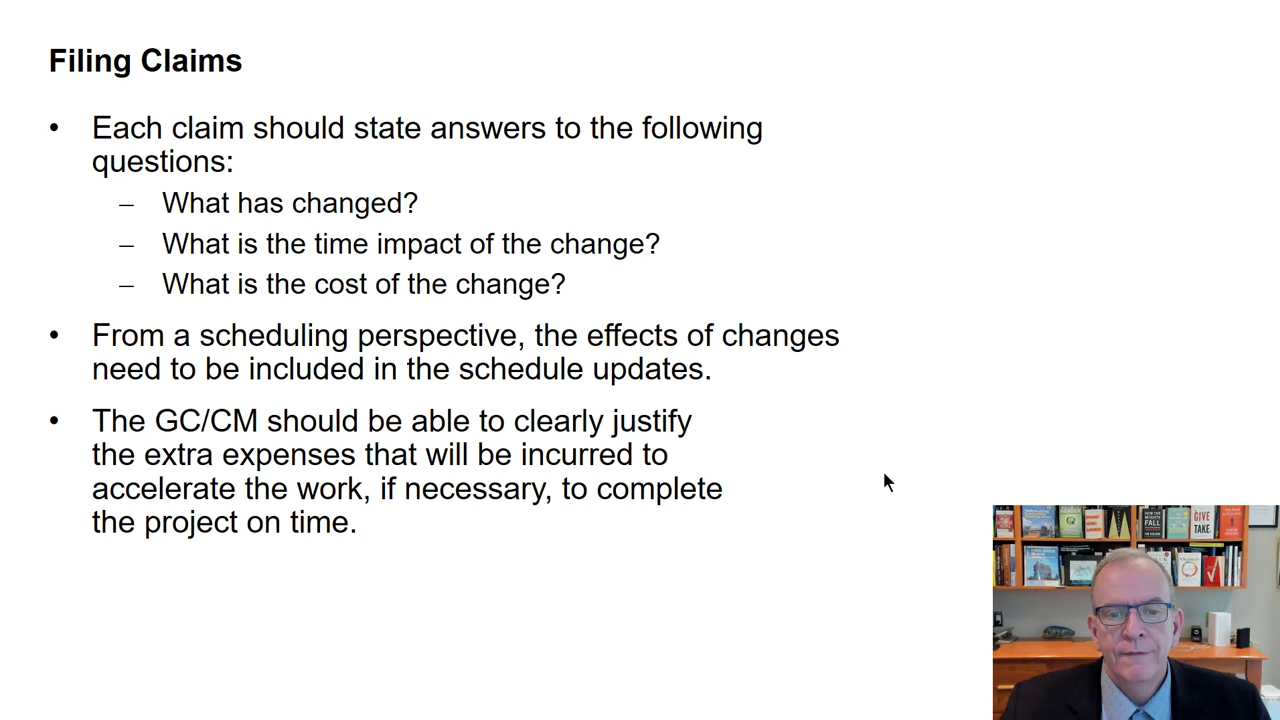 Filing Claims
• Each claim should state answers to the following
questions:
– What has changed?
– What is the time impact of the change?
– What is the cost of the change?
• From a scheduling perspective, the effects of changes
need to be included in the schedule updates.
• The GC/CM should be able to clearly justify
the extra expenses that will be incurred to
accelerate the work, if necessary, to complete
the project on time.
FALL
GIVE
TAKE.